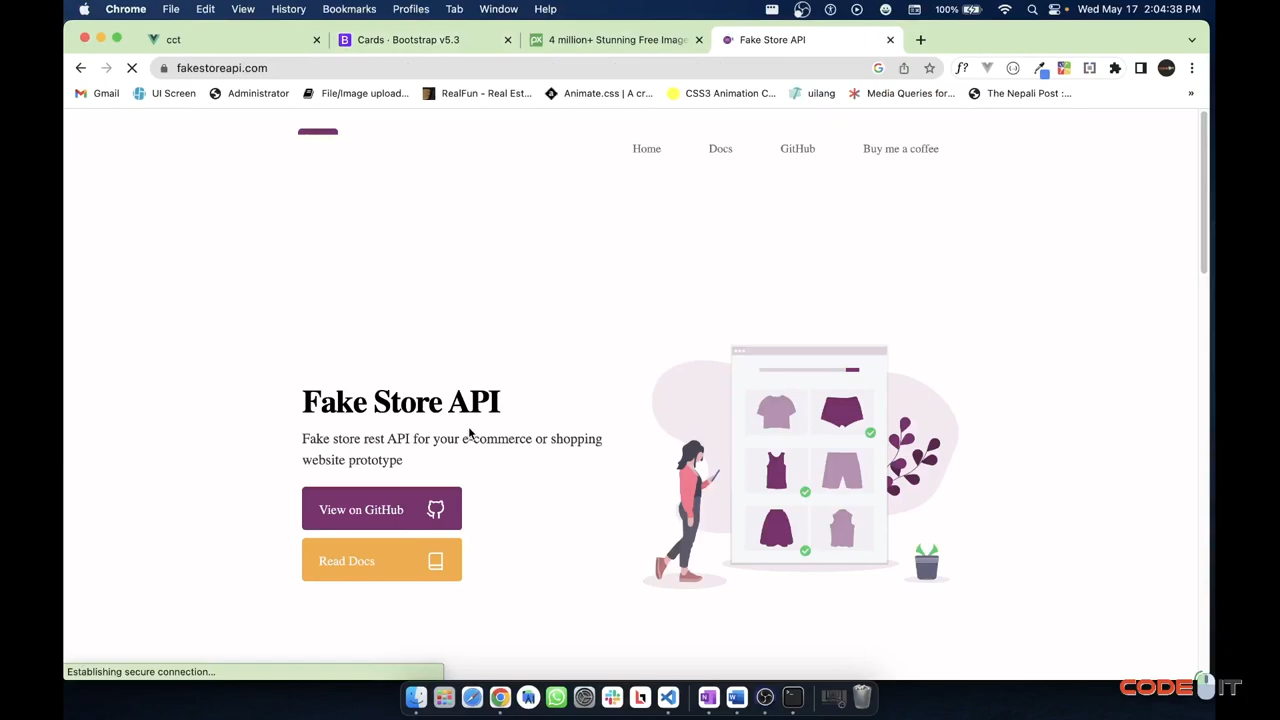 Chrome File Edit View History Bookmarks Profiles Tab Window Help 100% Wed May 17 2:04:38 PM
cct Cards · Bootstrap v5.3 4 million+ Stunning Free Image Fake Store API
fakestoreapi.com
Gmail UI Screen Administrator File/Image upload... RealFun - Real Est... Animate.css | A cr... CSS3 Animation C... uilang Media Queries for... The Nepali Post :... »
Home Docs GitHub Buy me a coffee
Fake Store API
Fake store rest API for your e-commerce or shopping
website prototype
View on GitHub
Read Docs
Establishing secure connection...
CODE IT